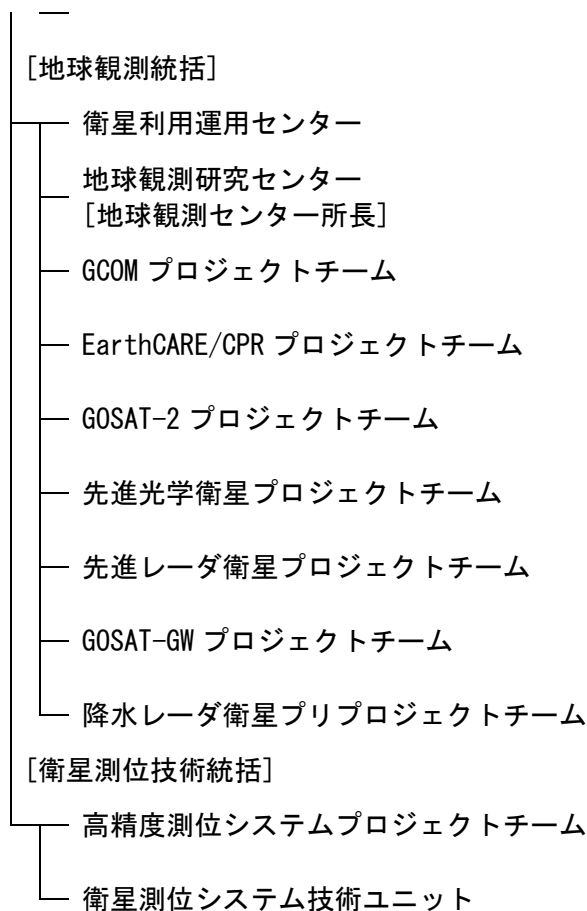 [地球観測統括]
衛星利用運用センター
地球観測研究センター
[地球観測センター所長]
GCOM プロジェクトチーム
EarthCARE/CPR プロジェクトチーム
GOSAT-2 プロジェクトチーム
先進光学衛星プロジェクトチーム
先進レーダ衛星プロジェクトチーム
GOSAT-GW プロジェクトチーム
降水レーダ衛星プリプロジェクトチーム
[衛星測位技術統括]
高精度測位システムプロジェクトチーム
衛星測位システム技術ユニット